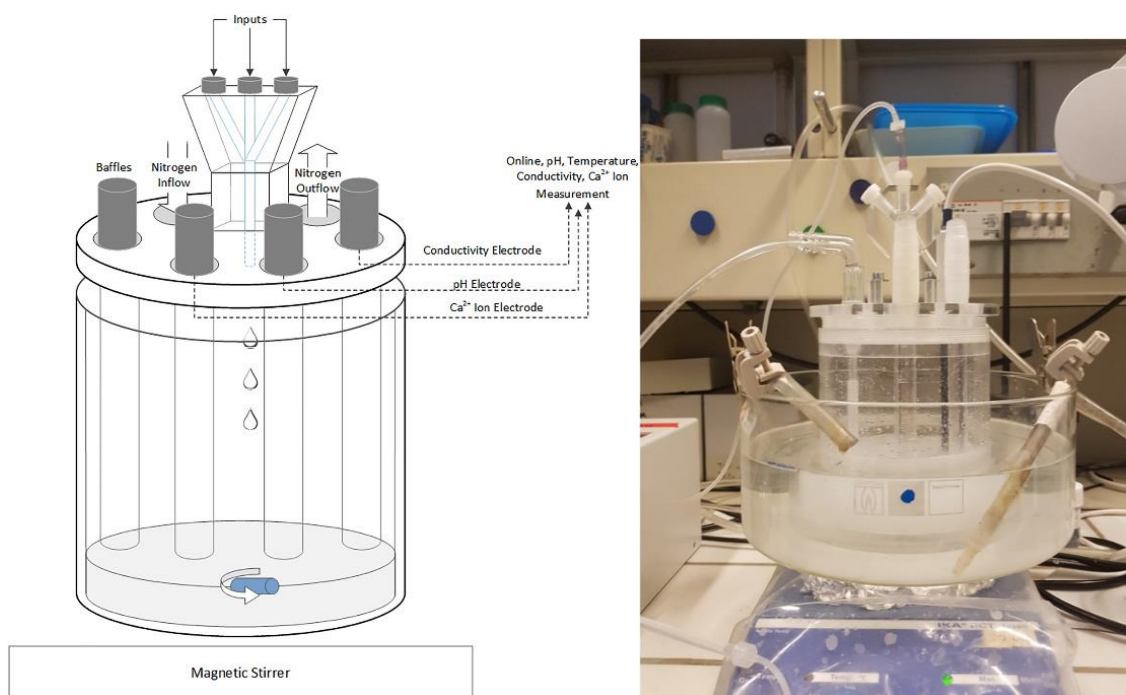 Inputs
Baffles
Nitrogen
Inflow
Nitrogen
Outflow
Online, pH, Temperature,
Conductivity, Ca²⁺ Ion
Measurement
Conductivity Electrode
pH Electrode
Ca²⁺ Ion Electrode
Magnetic Stirrer
IKA